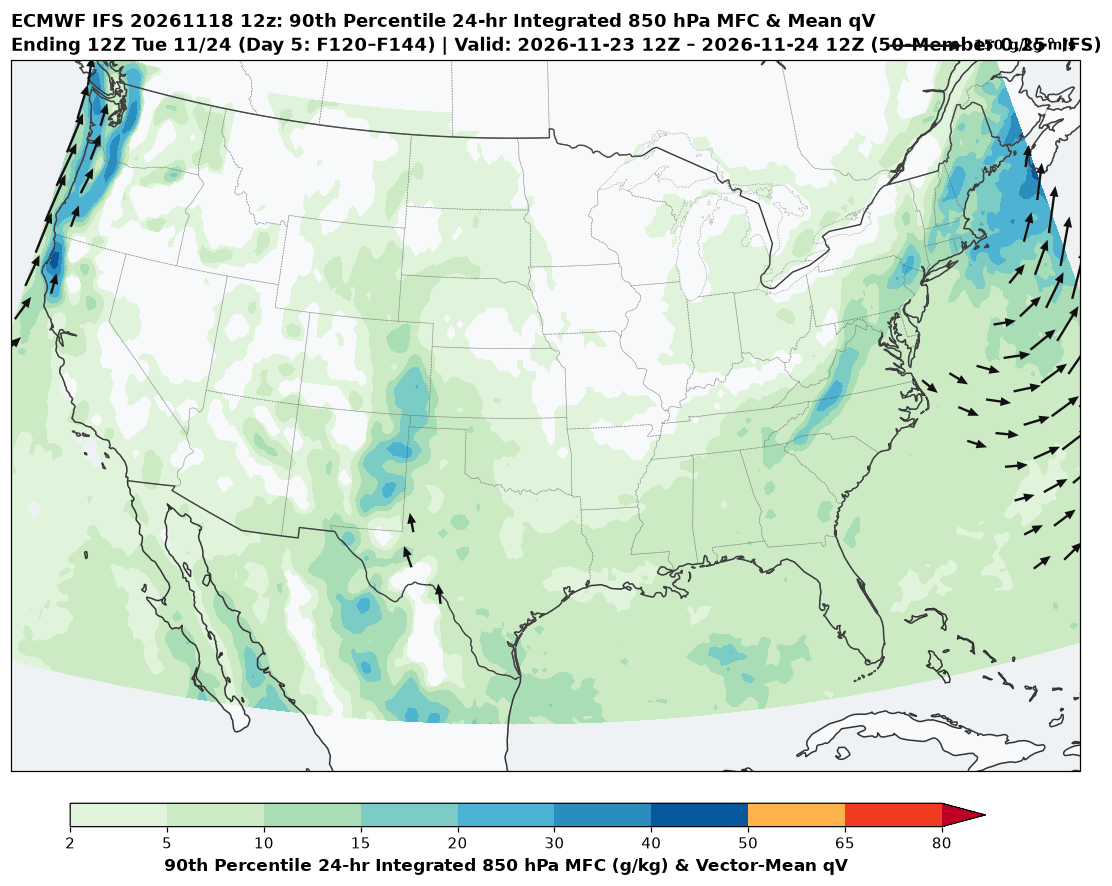 ECMWF IFS 20261118 12z: 90th Percentile 24-hr Integrated 850 hPa MFC & Mean qV
Ending 12Z Tue 11/24 (Day 5: F120–F144) | Valid: 2026-11-23 12Z – 2026-11-24 12Z (50-Member 0.25° IFS)
2 5 10 15 20 30 40 50 65 80
90th Percentile 24-hr Integrated 850 hPa MFC (g/kg) & Vector-Mean qV